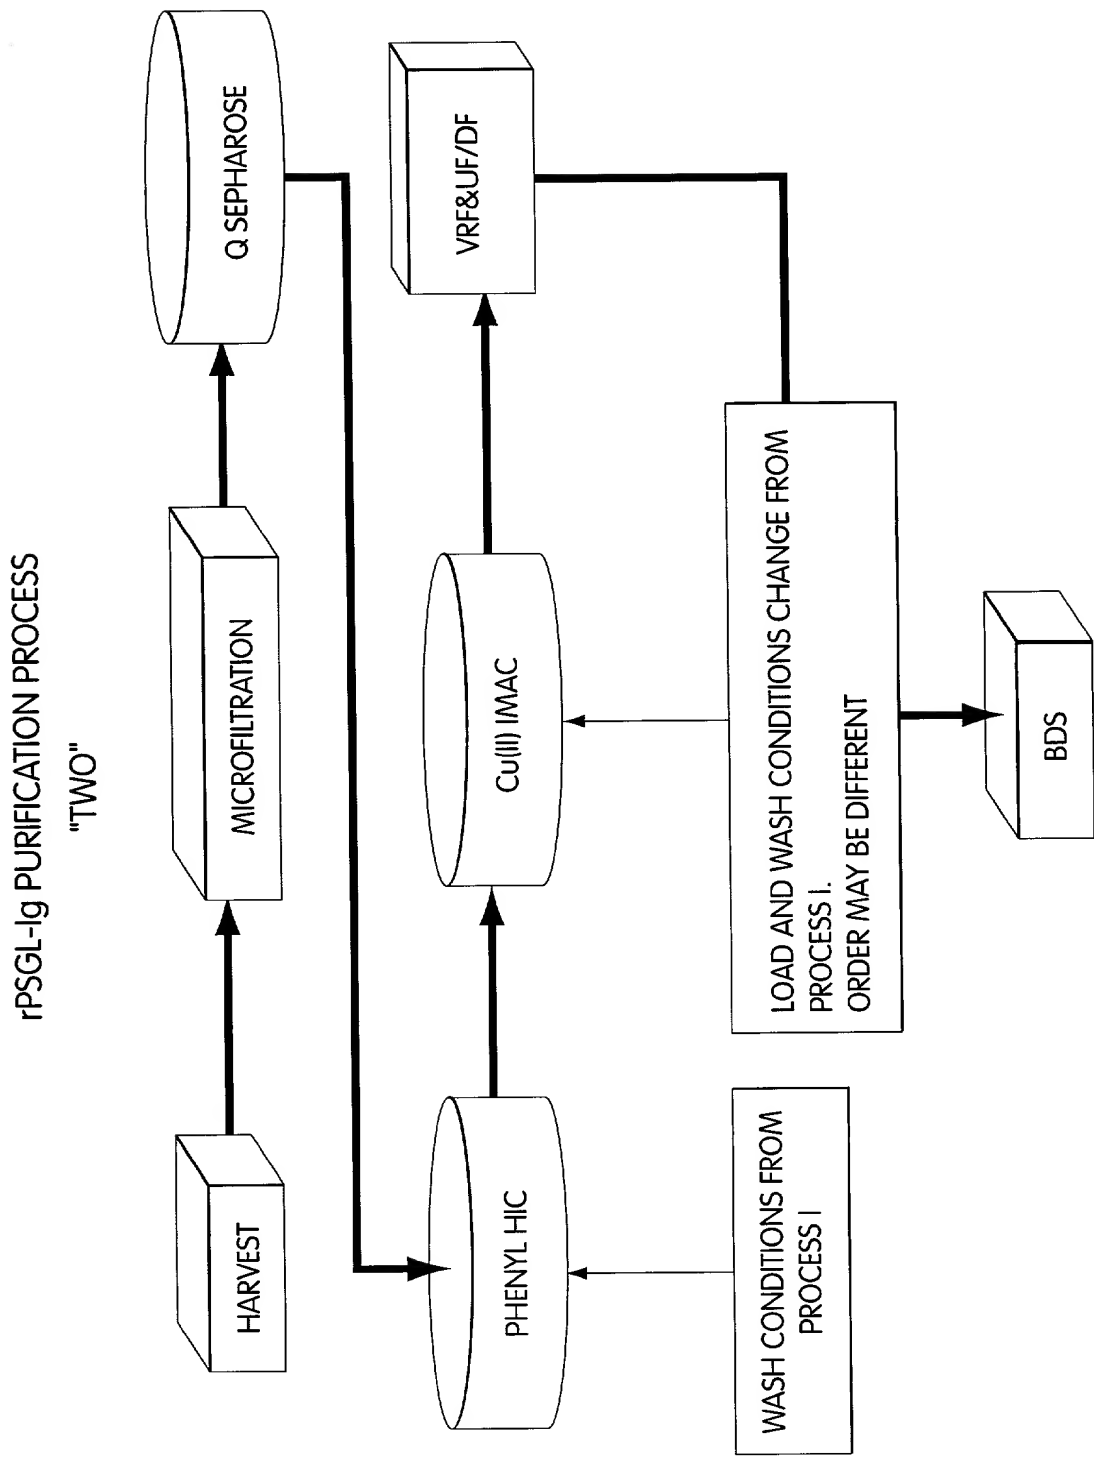 rPSGL-Ig PURIFICATION PROCESS
"TWO"
HARVEST
MICROFILTRATION
Q SEPHAROSE
PHENYL HIC
Cu(II) IMAC
VRF&UF/DF
WASH CONDITIONS FROM
PROCESS I
LOAD AND WASH CONDITIONS CHANGE FROM
PROCESS I.
ORDER MAY BE DIFFERENT
BDS